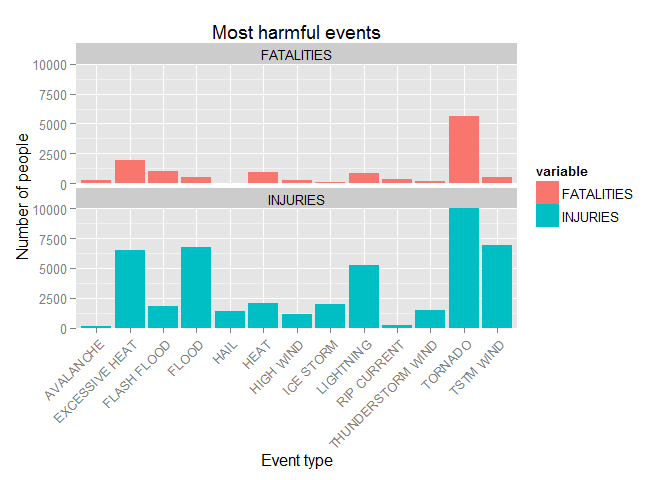 Most harmful events
FATALITIES
10000
7500
5000
2500
0
INJURIES
10000
7500
5000
2500
0
Number of people
AVALANCHE
EXCESSIVE HEAT
FLASH FLOOD
FLOOD
HAIL
HEAT
HIGH WIND
ICE STORM
LIGHTNING
RIP CURRENT
THUNDERSTORM WIND
TORNADO
TSTM WIND
Event type
variable
FATALITIES
INJURIES